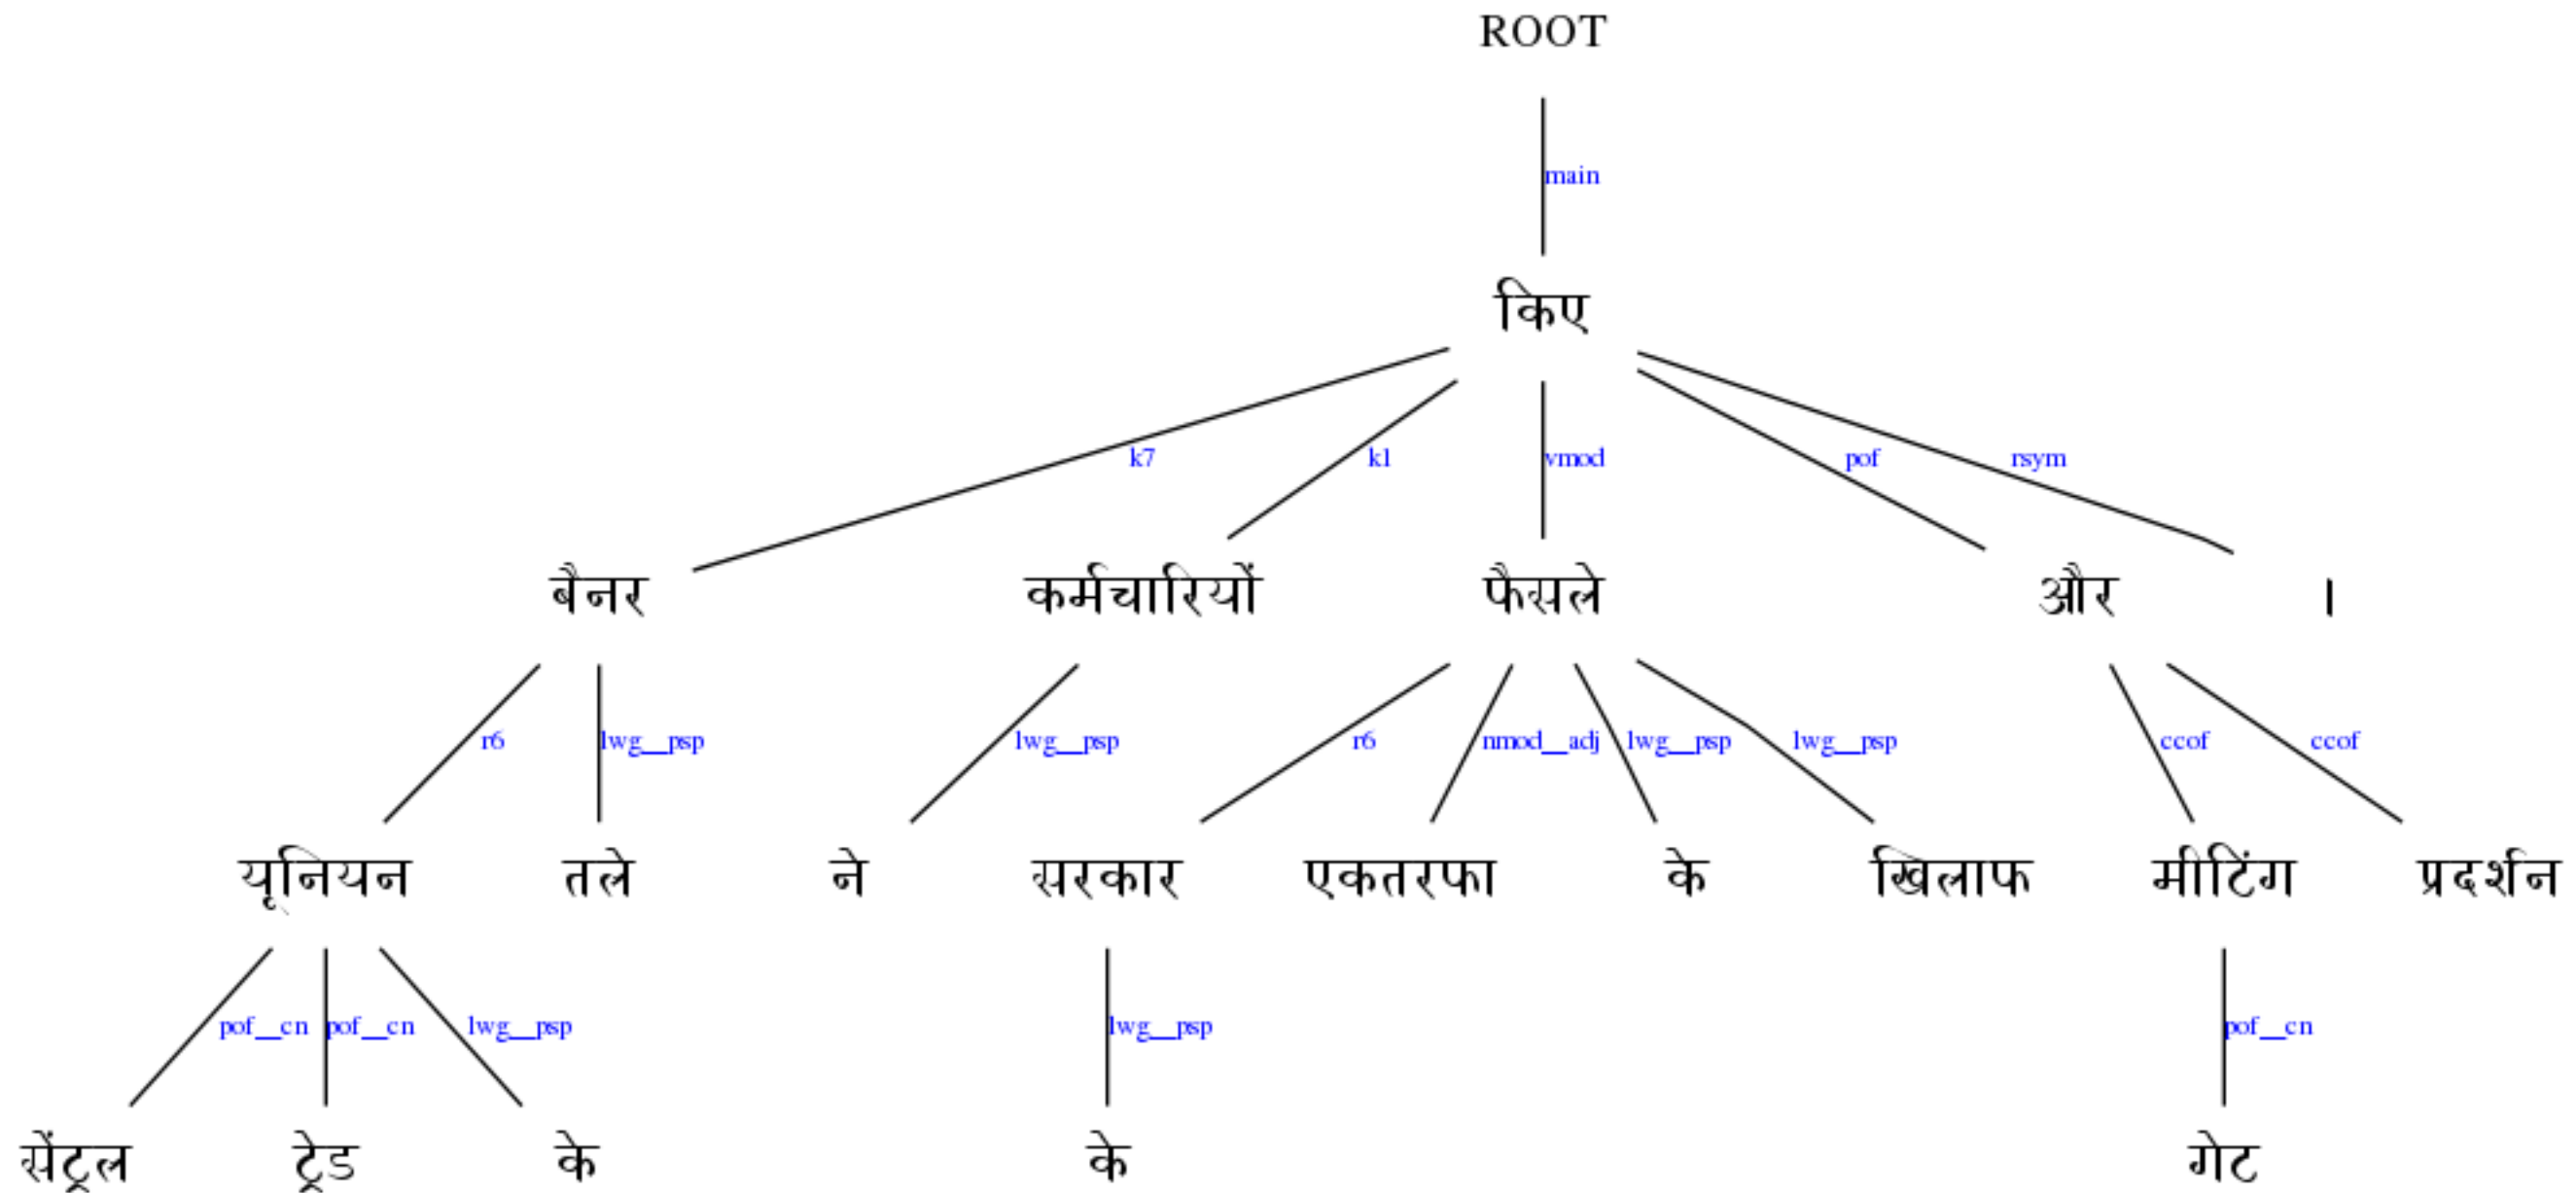 ROOT
main
किए
k7 k1 vmod pof rsym
बैनर कर्मचारियों फैसले और ।
r6 lwg__psp lwg__psp r6 nmod__adj lwg__psp lwg__psp ccof ccof
यूनियन तले ने सरकार एकतरफा के खिलाफ मीटिंग प्रदर्शन
pof__cn pof__cn lwg__psp lwg__psp pof__cn
सेंट्रल ट्रेड के के गेट